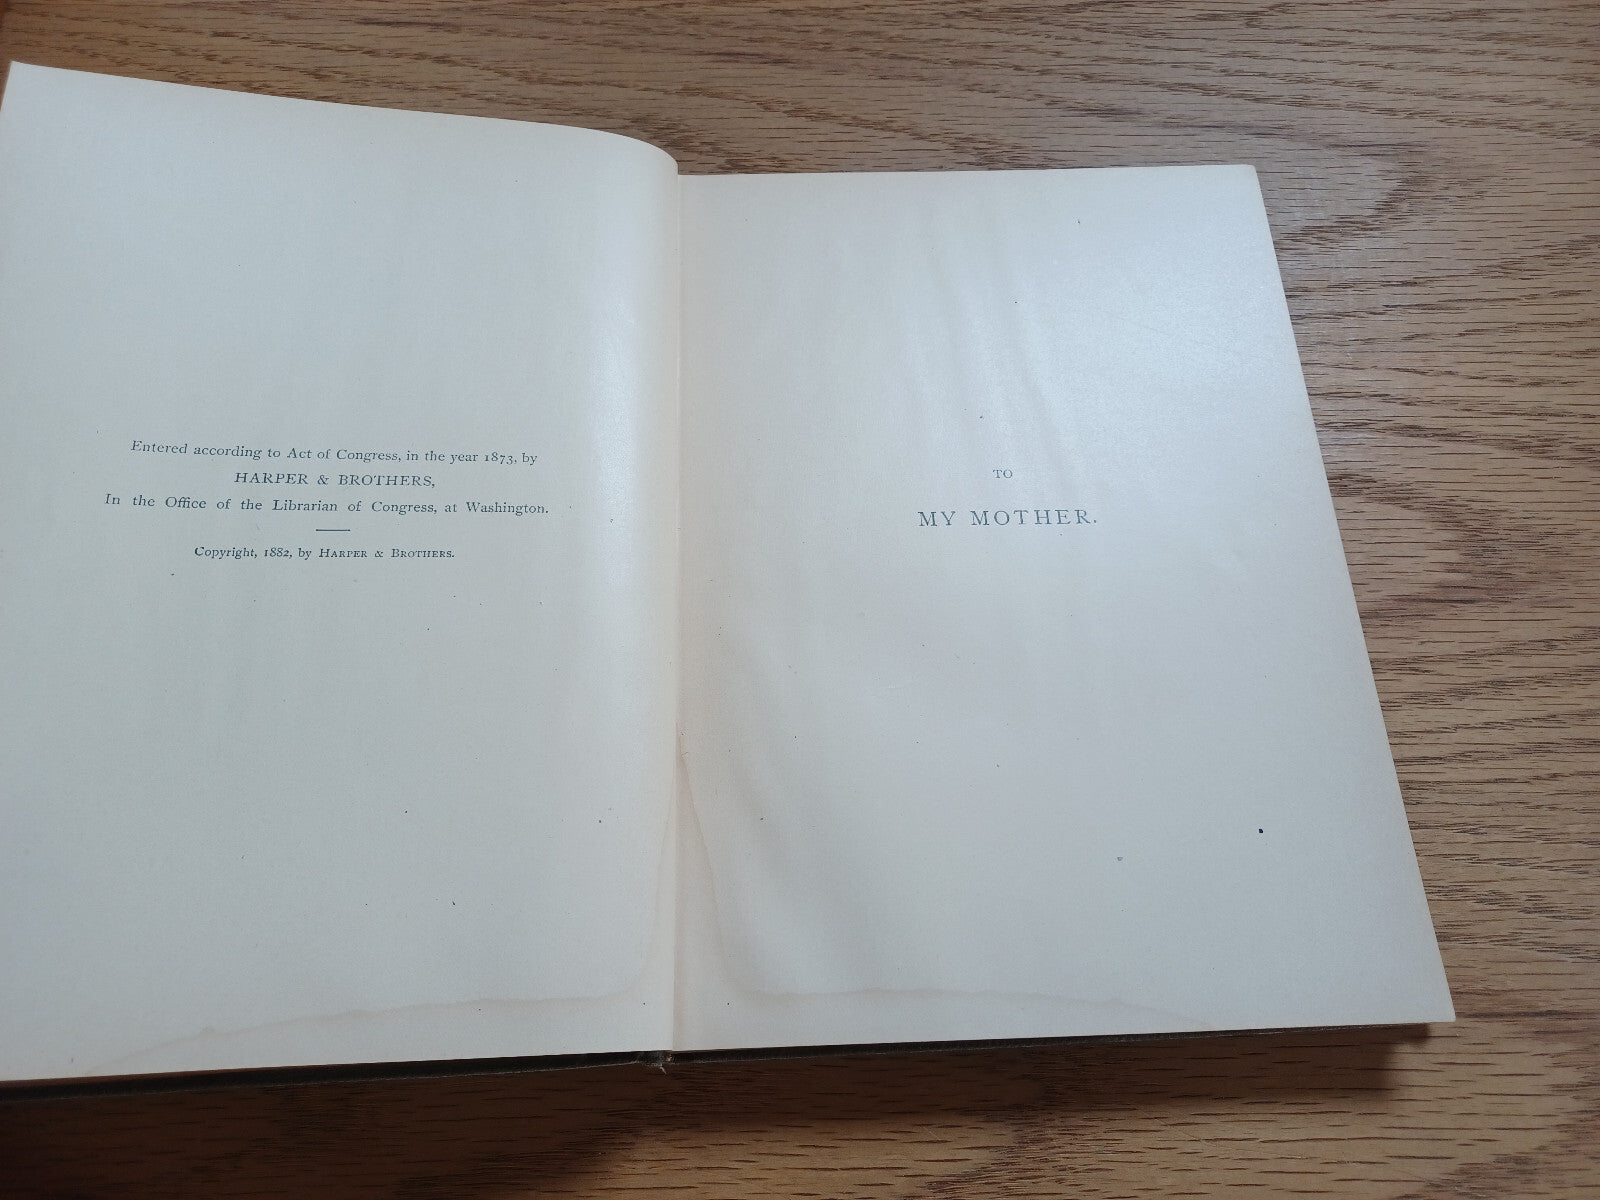 Entered according to Act of Congress, in the year 1873, by
HARPER & BROTHERS,
In the Office of the Librarian of Congress, at Washington.
Copyright, 1882, by HARPER & BROTHERS.
TO
MY MOTHER.